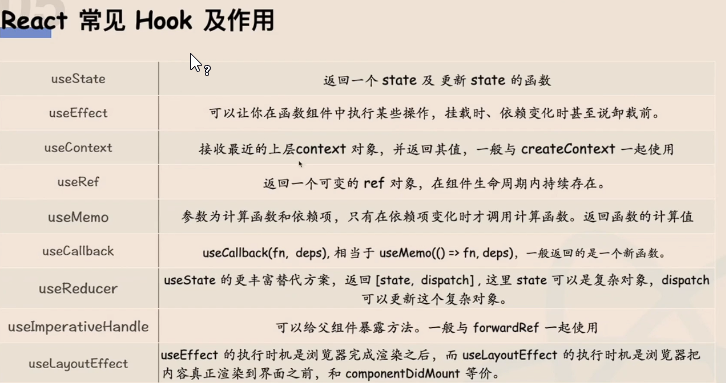 React 常见 Hook 及作用
useState
返回一个 state 及 更新 state 的函数
useEffect
可以让你在函数组件中执行某些操作，挂载时、依赖变化时甚至说卸载前。
useContext
接收最近的上层context 对象，并返回其值，一般与 createContext 一起使用
useRef
返回一个可变的 ref 对象，在组件生命周期内持续存在。
useMemo
参数为计算函数和依赖项，只有在依赖项变化时才调用计算函数。返回函数的计算值
useCallback
useCallback(fn, deps), 相当于 useMemo(() => fn, deps)，一般返回的是一个新函数。
useReducer
useState 的更丰富替代方案，返回 [state, dispatch] , 这里 state 可以是复杂对象，dispatch
可以更新这个复杂对象。
useImperativeHandle
可以给父组件暴露方法。一般与 forwardRef 一起使用
useLayoutEffect
useEffect 的执行时机是浏览器完成渲染之后，而 useLayoutEffect 的执行时机是浏览器把
内容真正渲染到界面之前，和 componentDidMount 等价。